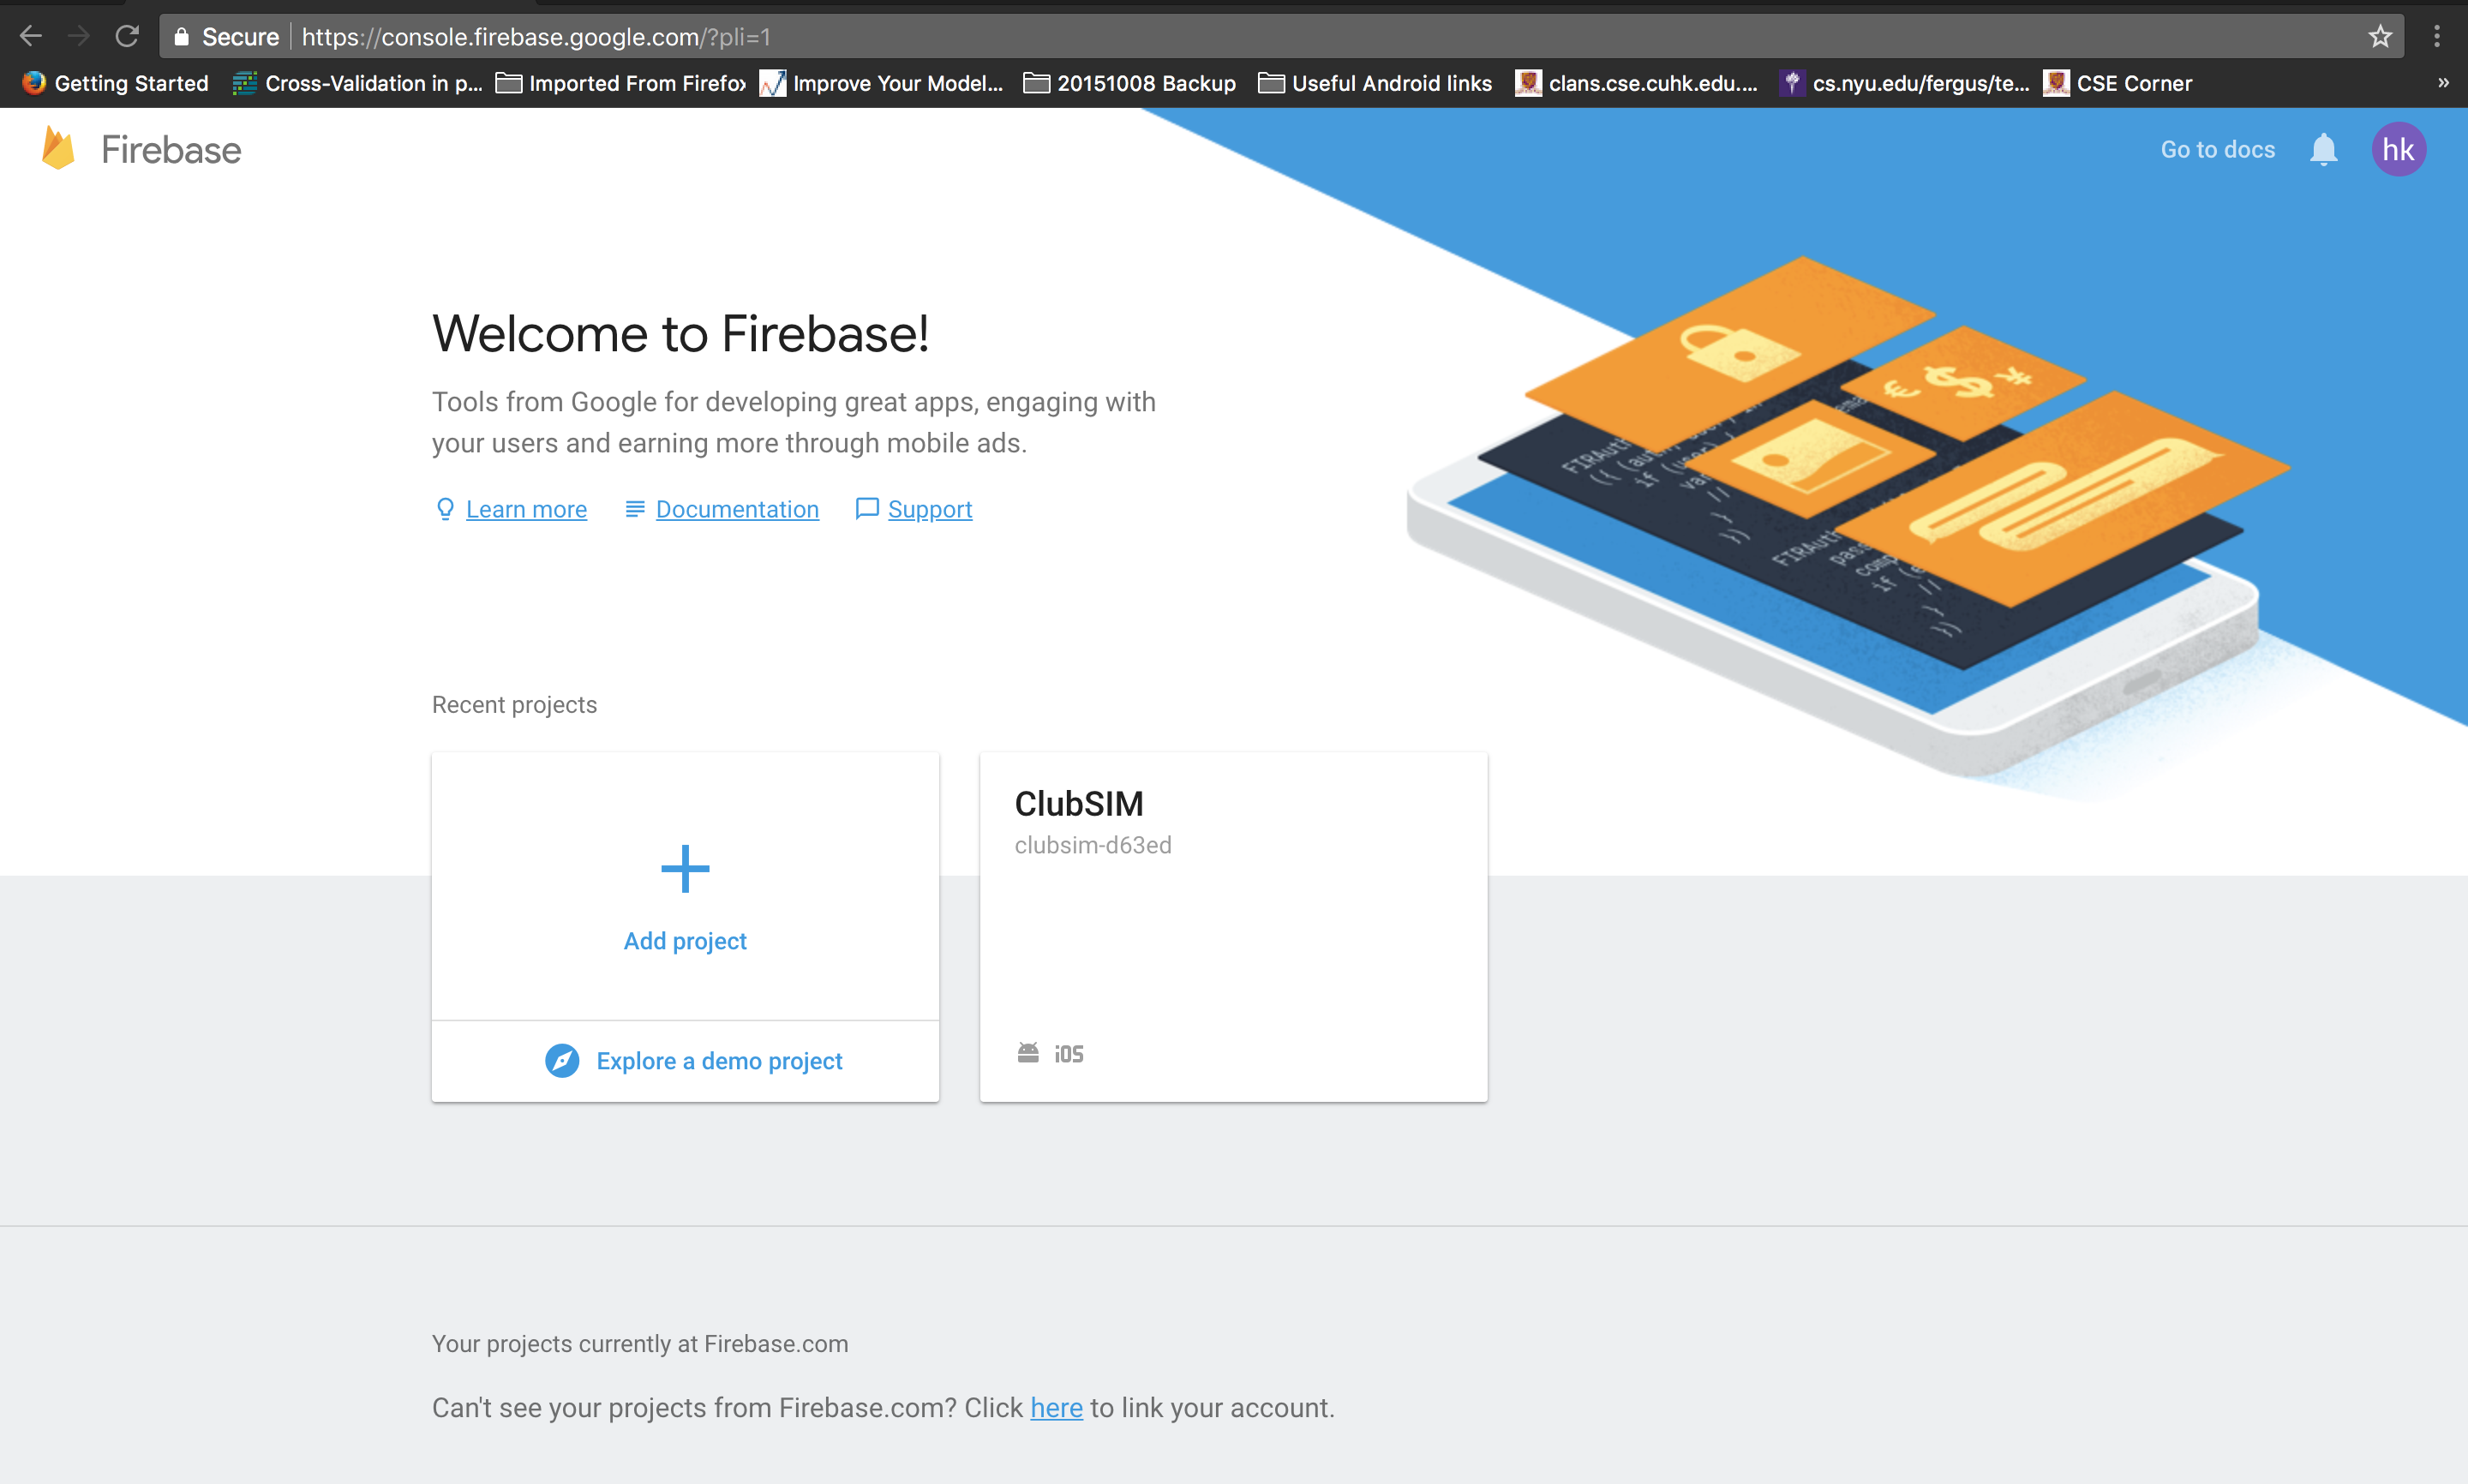 Secure https://console.firebase.google.com/?pli=1
Getting Started Cross-Validation in p... Imported From Firefox Improve Your Model... 20151008 Backup Useful Android links clans.cse.cuhk.edu.... cs.nyu.edu/fergus/te... CSE Corner »
Firebase Go to docs hk
Welcome to Firebase!
Tools from Google for developing great apps, engaging with
your users and earning more through mobile ads.
Learn more Documentation Support
Recent projects
ClubSIM
clubsim-d63ed
Add project
iOS
Explore a demo project
Your projects currently at Firebase.com
Can't see your projects from Firebase.com? Click here to link your account.